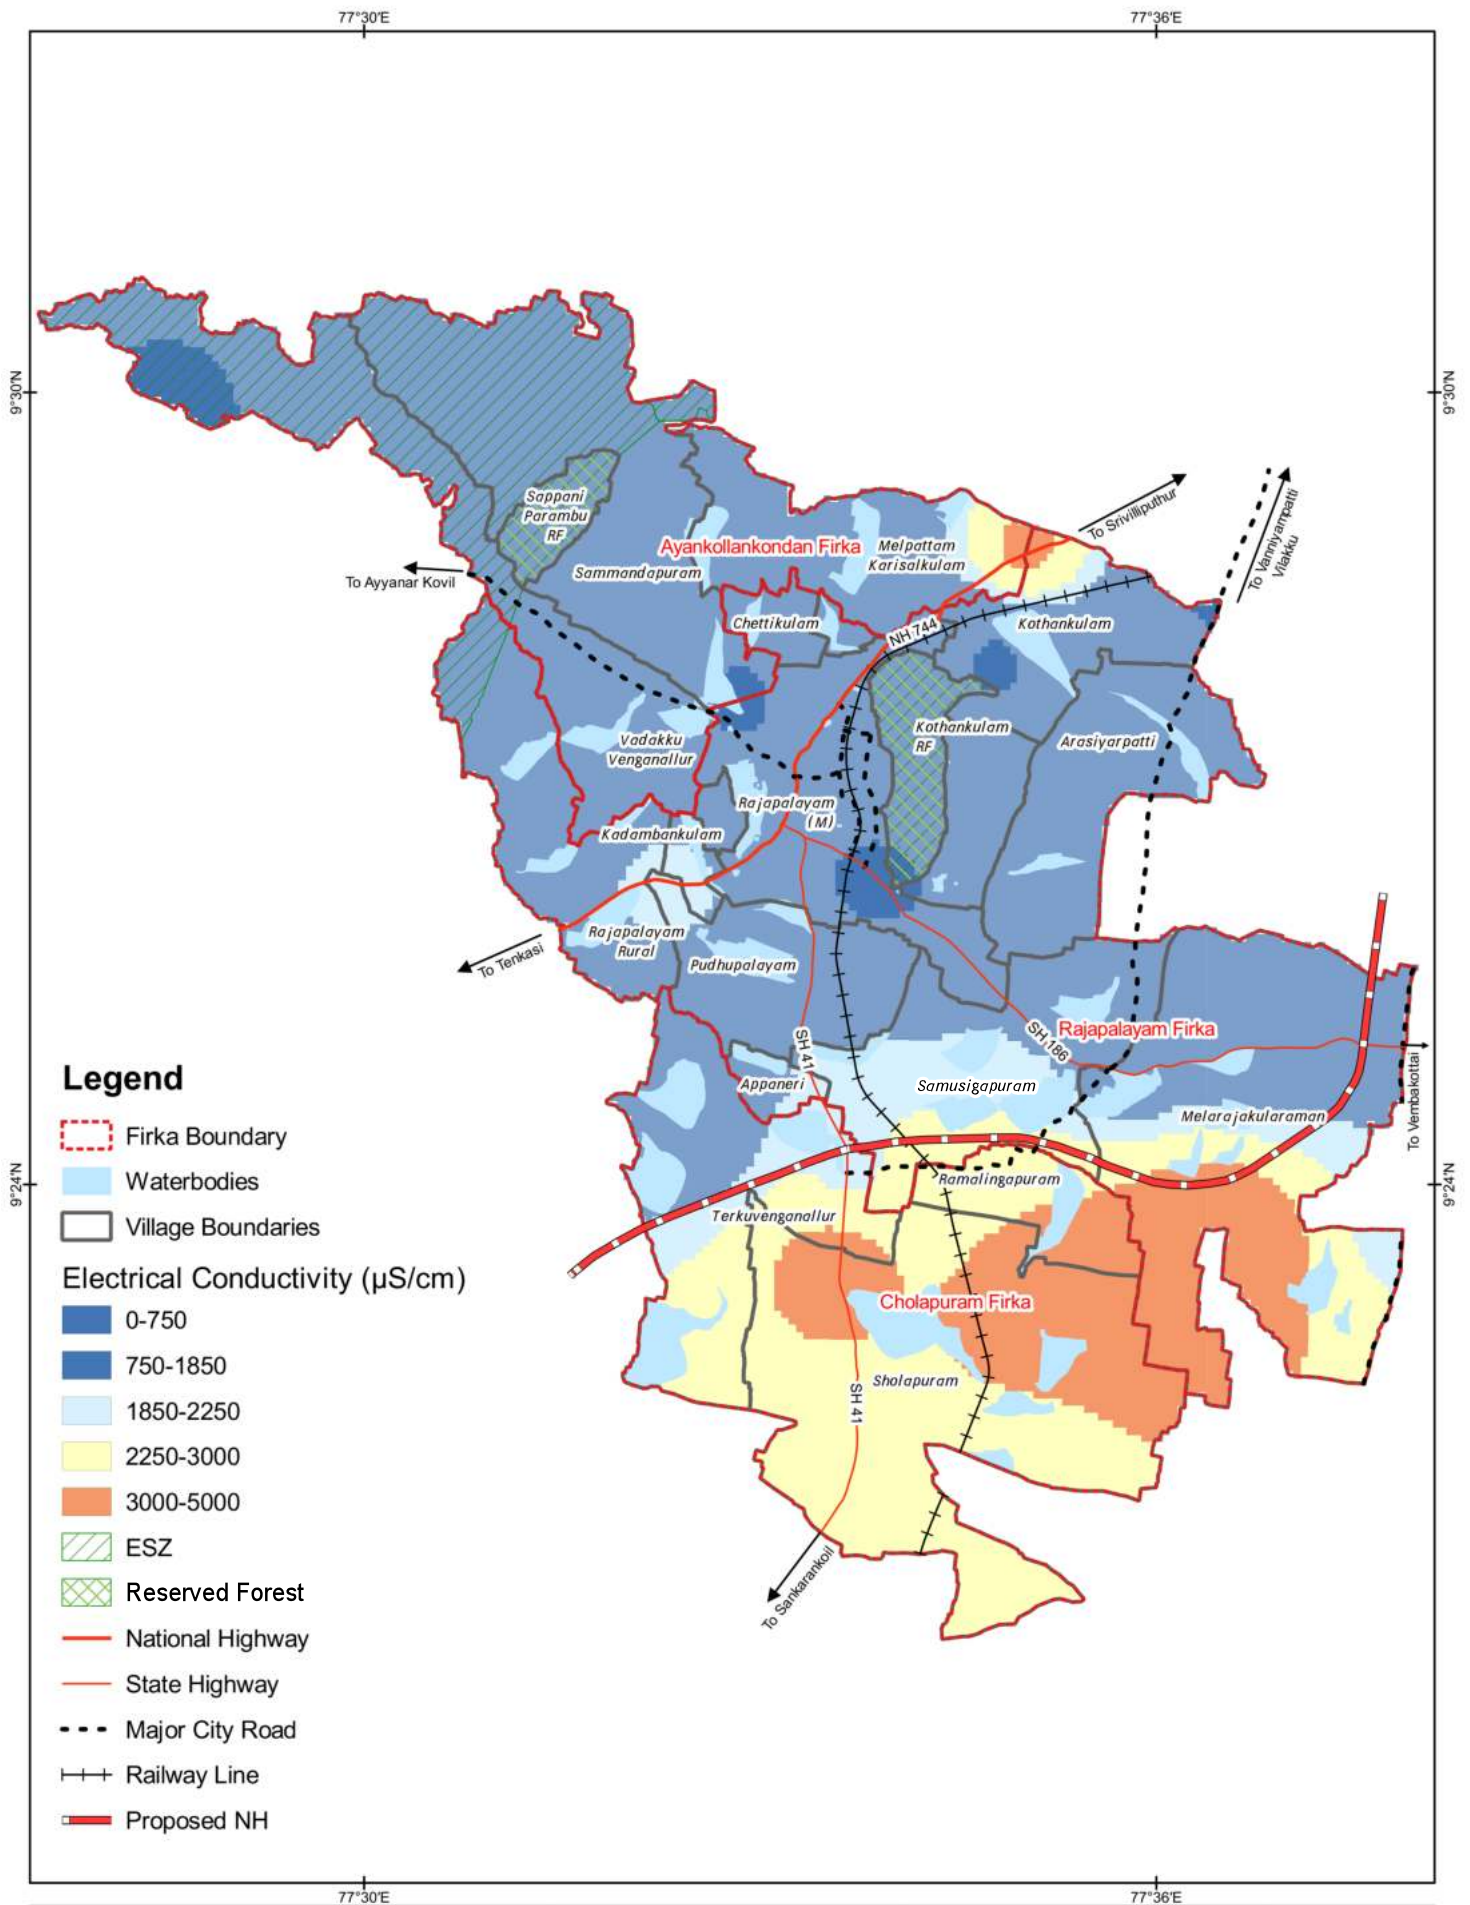 77°30'E
77°36'E
9°30'N
9°30'N
Sappani
Parambu
RF
To Srivilliputhur
To Vanniyampatti
Vilakku
Ayankollankondan Firka
Melpattam
Karisalkulam
Sammandapuram
To Ayyanar Kovil
Chettikulam
NH 744
Kothankulam
Vadakku
Venganallur
Kothankulam
RF
Arasiyarpatti
Rajapalayam
(M)
Kadambankulam
Rajapalayam
Rural
To Tenkasi
Pudhupalayam
SH 41
SH 186
Rajapalayam Firka
To Vembakottai
Appaneri
Samusigapuram
Melarajakularaman
9°24'N
9°24'N
Ramalingapuram
Terkuvenganallur
Cholapuram Firka
Sholapuram
SH 41
To Sankarankoil
Legend
Firka Boundary
Waterbodies
Village Boundaries
Electrical Conductivity (µS/cm)
0-750
750-1850
1850-2250
2250-3000
3000-5000
ESZ
Reserved Forest
National Highway
State Highway
Major City Road
Railway Line
Proposed NH
77°30'E
77°36'E